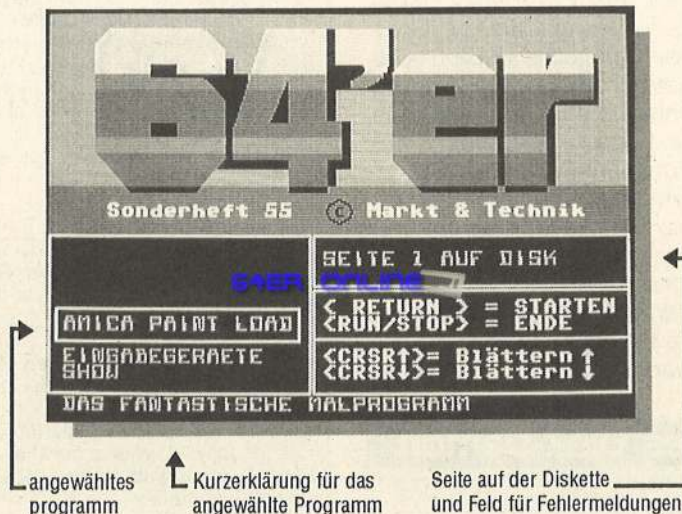 64'er
Sonderheft 55 © Markt & Technik
SEITE 1 AUF DISK
64ER ONLINE
AMICA PAINT LOAD
EINGABEGERAETE
SHOW
< RETURN > = STARTEN
<RUN/STOP> = ENDE
<CRSR↑>= Blättern ↑
<CRSR↓>= Blättern ↓
DAS FANTASTISCHE MALPROGRAMM
angewähltes
programm
Kurzerklärung für das
angewählte Programm
Seite auf der Diskette
und Feld für Fehlermeldungen